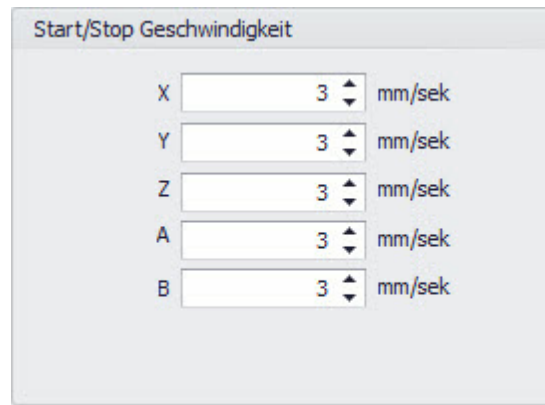 Start/Stop Geschwindigkeit
X 3 mm/sek
Y 3 mm/sek
Z 3 mm/sek
A 3 mm/sek
B 3 mm/sek